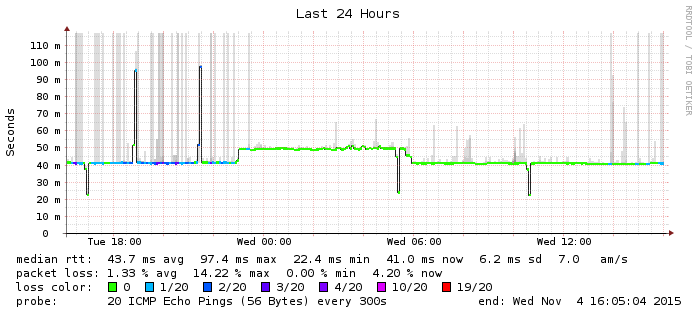 Last 24 Hours
RRDTOOL / TOBI OETIKER
Seconds
110 m
100 m
90 m
80 m
70 m
60 m
50 m
40 m
30 m
20 m
10 m
0
Tue 18:00 Wed 00:00 Wed 06:00 Wed 12:00
median rtt: 43.7 ms avg 97.4 ms max 22.4 ms min 41.0 ms now 6.2 ms sd 7.0 am/s
packet loss: 1.33 % avg 14.22 % max 0.00 % min 4.20 % now
loss color: 0 1/20 2/20 3/20 4/20 10/20 19/20
probe: 20 ICMP Echo Pings (56 Bytes) every 300s end: Wed Nov 4 16:05:04 2015